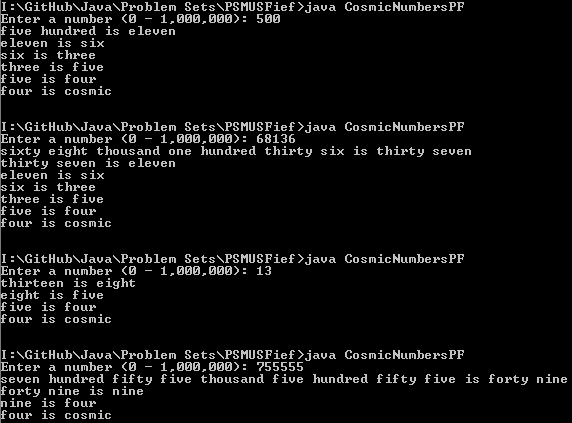 I:\GitHub\Java\Problem Sets\PSMUSFief>java CosmicNumbersPF
Enter a number (0 - 1,000,000): 500
five hundred is eleven
eleven is six
six is three
three is five
five is four
four is cosmic
I:\GitHub\Java\Problem Sets\PSMUSFief>java CosmicNumbersPF
Enter a number (0 - 1,000,000): 68136
sixty eight thousand one hundred thirty six is thirty seven
thirty seven is eleven
eleven is six
six is three
three is five
five is four
four is cosmic
I:\GitHub\Java\Problem Sets\PSMUSFief>java CosmicNumbersPF
Enter a number (0 - 1,000,000): 13
thirteen is eight
eight is five
five is four
four is cosmic
I:\GitHub\Java\Problem Sets\PSMUSFief>java CosmicNumbersPF
Enter a number (0 - 1,000,000): 755555
seven hundred fifty five thousand five hundred fifty five is forty nine
forty nine is nine
nine is four
four is cosmic